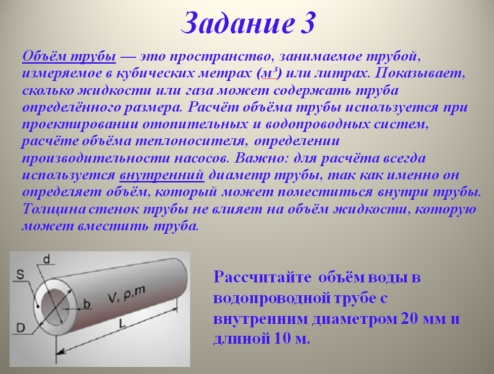 Задание 3
Объём трубы — это пространство, занимаемое трубой,
измеряемое в кубических метрах (м³) или литрах. Показывает,
сколько жидкости или газа может содержать труба
определённого размера. Расчёт объёма трубы используется при
проектировании отопительных и водопроводных систем,
расчёте объёма теплоносителя, определении
производительности насосов. Важно: для расчёта всегда
используется внутренний диаметр трубы, так как именно он
определяет объём, который может поместиться внутри трубы.
Толщина стенок трубы не влияет на объём жидкости, которую
может вместить труба.
d
S
V, ρ, m
b
D
L
Рассчитайте объём воды в
водопроводной трубе с
внутренним диаметром 20 мм и
длиной 10 м.